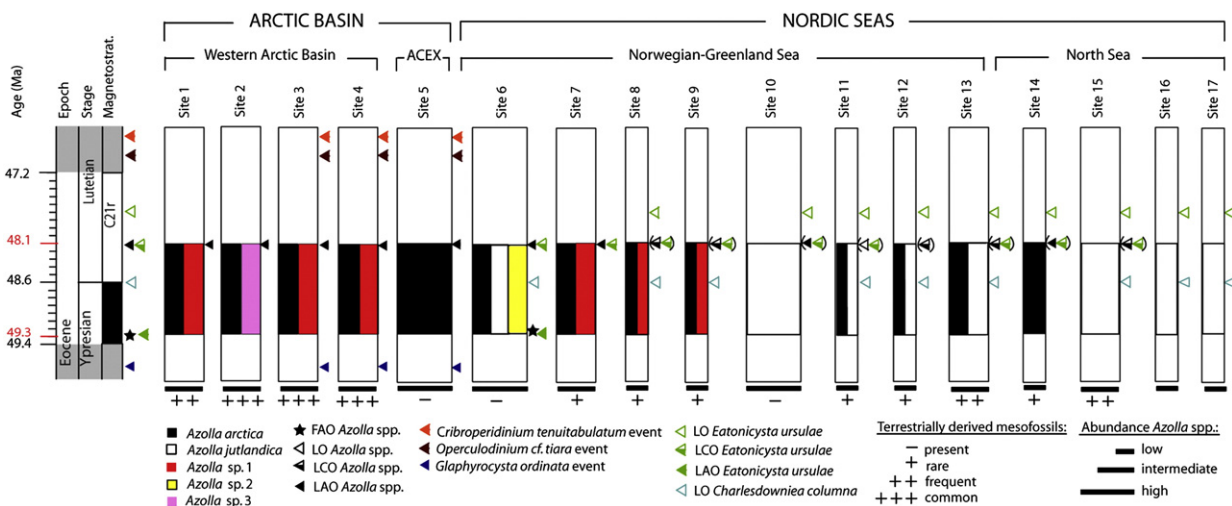 ARCTIC BASIN
NORDIC SEAS
Western Arctic Basin
ACEX
Norwegian-Greenland Sea
North Sea
Age (Ma)
Epoch
Stage
Magnetostrat.
Site 1
Site 2
Site 3
Site 4
Site 5
Site 6
Site 7
Site 8
Site 9
Site 10
Site 11
Site 12
Site 13
Site 14
Site 15
Site 16
Site 17
47.2
48.1
48.6
49.3
49.4
Eocene
Lutetian
Ypresian
C21r
++
+++
+++
+++
−
−
+
+
+
−
+
+
++
+
++
Azolla arctica
Azolla jutlandica
Azolla sp. 1
Azolla sp. 2
Azolla sp. 3
FAO Azolla spp.
LO Azolla spp.
LCO Azolla spp.
LAO Azolla spp.
Cribroperidinium tenuitabulatum event
Operculodinium cf. tiara event
Glaphyrocysta ordinata event
LO Eatonicysta ursulae
LCO Eatonicysta ursulae
LAO Eatonicysta ursulae
LO Charlesdowniea columna
Terrestrially derived mesofossils:
− present
+ rare
++ frequent
+++ common
Abundance Azolla spp.:
low
intermediate
high